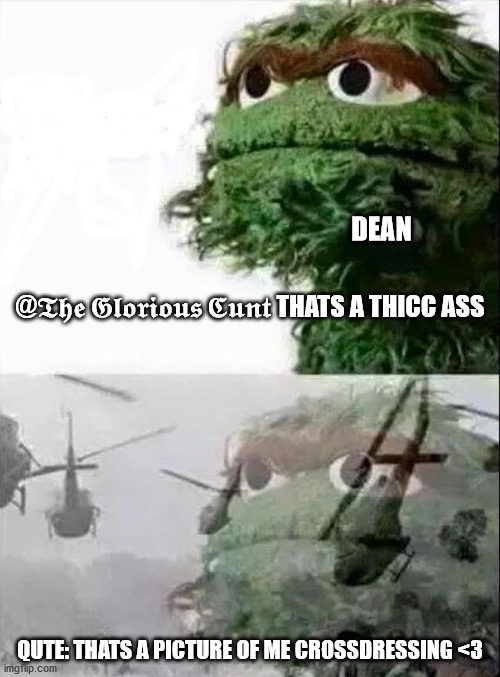 DEAN
@𝕿𝖍𝖊 𝕲𝖑𝖔𝖗𝖎𝖔𝖚𝖘 𝕮𝖚𝖓𝖙 THATS A THICC ASS
QUTE: THATS A PICTURE OF ME CROSSDRESSING <3
imgflip.com